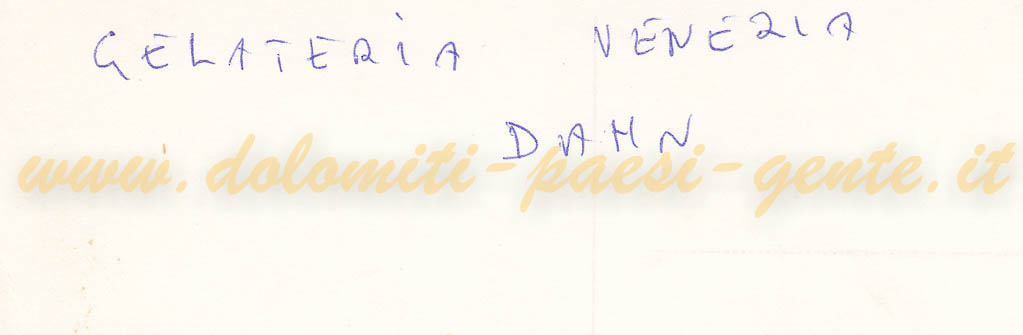 GELATERIA VENEZIA
DAHN
www.dolomiti-paesi-gente.it